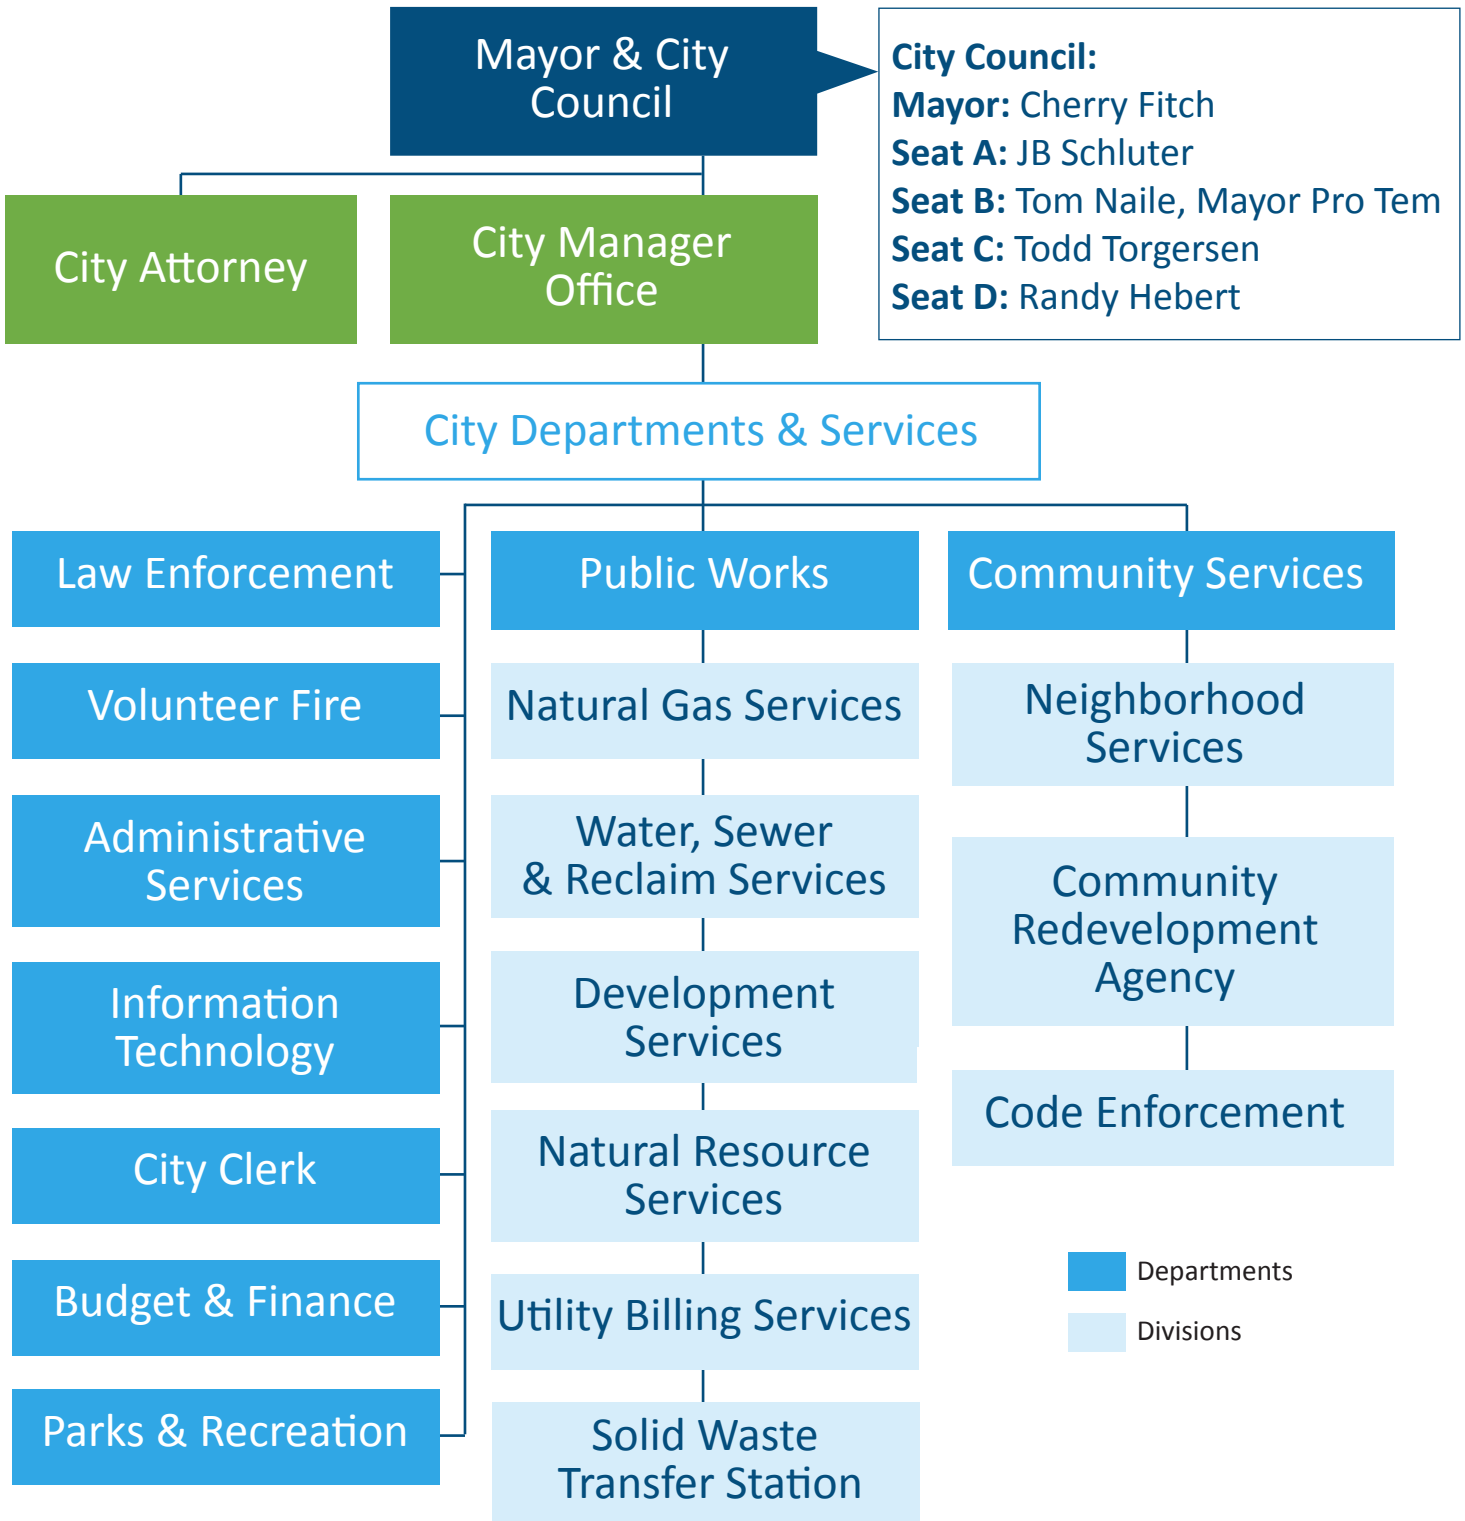 Mayor & City
Council
City Council:
Mayor: Cherry Fitch
Seat A: JB Schluter
Seat B: Tom Naile, Mayor Pro Tem
Seat C: Todd Torgersen
Seat D: Randy Hebert
City Attorney
City Manager
Office
City Departments & Services
Law Enforcement
Volunteer Fire
Administrative
Services
Information
Technology
City Clerk
Budget & Finance
Parks & Recreation
Public Works
Natural Gas Services
Water, Sewer
& Reclaim Services
Development
Services
Natural Resource
Services
Utility Billing Services
Solid Waste
Transfer Station
Community Services
Neighborhood
Services
Community
Redevelopment
Agency
Code Enforcement
Departments
Divisions